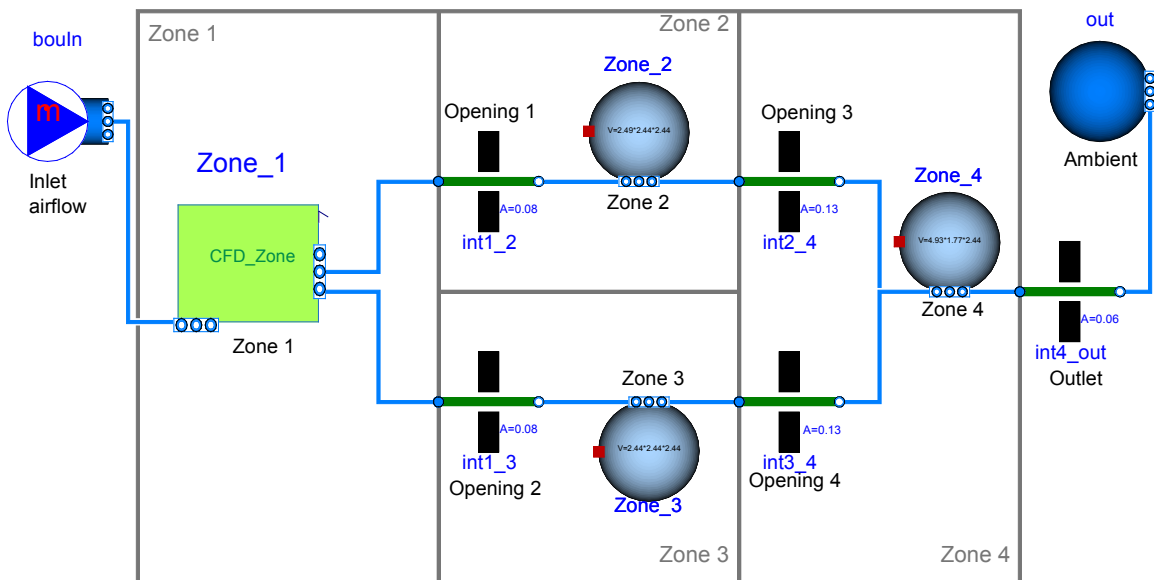 bouIn
ṁ
Inlet
airflow
Zone 1
Zone_1
CFD_Zone
Zone 1
Zone 2
Opening 1
A=0.08
int1_2
Zone_2
V=2.49*2.44*2.44
Zone 2
Opening 3
A=0.13
int2_4
Zone_4
V=4.93*1.77*2.44
Zone 4
out
Ambient
A=0.06
int4_out
Outlet
A=0.08
int1_3
Opening 2
Zone 3
V=2.44*2.44*2.44
Zone_3
Zone 3
A=0.13
int3_4
Opening 4
Zone 4